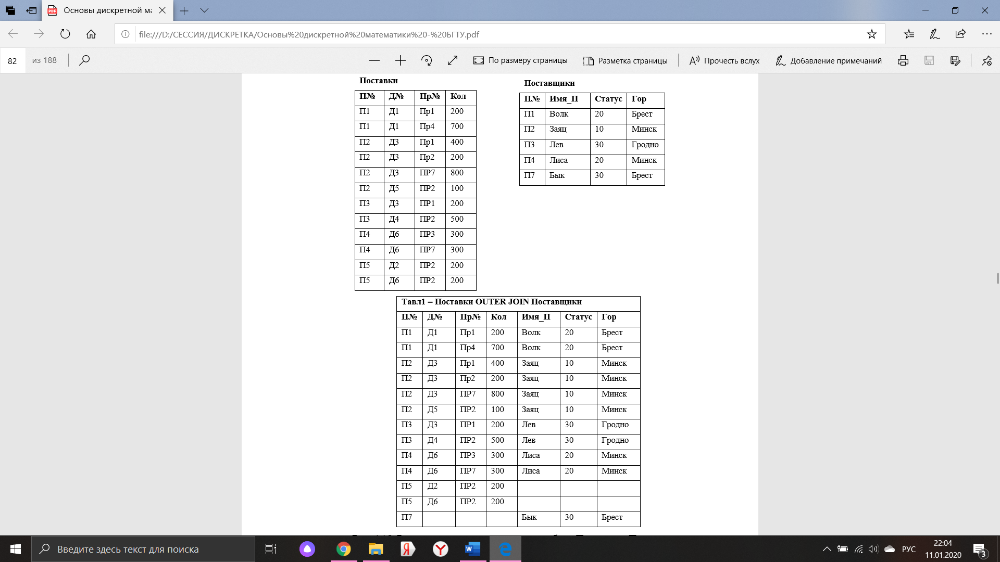 Основы дискретной ма
file:///D:/СЕССИЯ/ДИСКРЕТКА/Основы%20дискретной%20математики%20-%20БГТУ.pdf
82 из 188 По размеру страницы Разметка страницы Прочесть вслух Добавление примечаний
Поставки
П№ Д№ Пр№ Кол
П1 Д1 Пр1 200
П1 Д1 Пр4 700
П2 Д3 Пр1 400
П2 Д3 Пр2 200
П2 Д3 ПР7 800
П2 Д5 ПР2 100
П3 Д3 ПР1 200
П3 Д4 ПР2 500
П4 Д6 ПР3 300
П4 Д6 ПР7 300
П5 Д2 ПР2 200
П5 Д6 ПР2 200
Поставщики
П№ Имя_П Статус Гор
П1 Волк 20 Брест
П2 Заяц 10 Минск
П3 Лев 30 Гродно
П4 Лиса 20 Минск
П7 Бык 30 Брест
Тавл1 = Поставки OUTER JOIN Поставщики
П№ Д№ Пр№ Кол Имя_П Статус Гор
П1 Д1 Пр1 200 Волк 20 Брест
П1 Д1 Пр4 700 Волк 20 Брест
П2 Д3 Пр1 400 Заяц 10 Минск
П2 Д3 Пр2 200 Заяц 10 Минск
П2 Д3 ПР7 800 Заяц 10 Минск
П2 Д5 ПР2 100 Заяц 10 Минск
П3 Д3 ПР1 200 Лев 30 Гродно
П3 Д4 ПР2 500 Лев 30 Гродно
П4 Д6 ПР3 300 Лиса 20 Минск
П4 Д6 ПР7 300 Лиса 20 Минск
П5 Д2 ПР2 200
П5 Д6 ПР2 200
П7 Бык 30 Брест
Введите здесь текст для поиска
РУС
22:04
11.01.2020
3